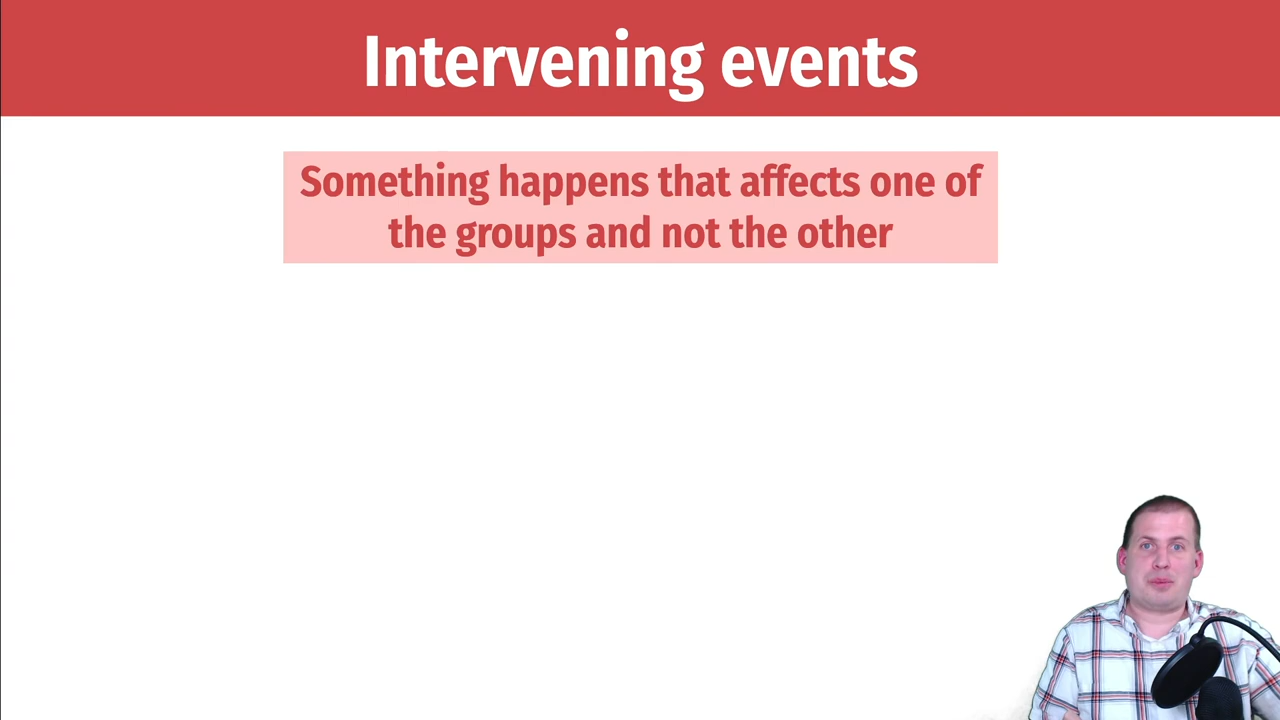 Intervening events
Something happens that affects one of
the groups and not the other